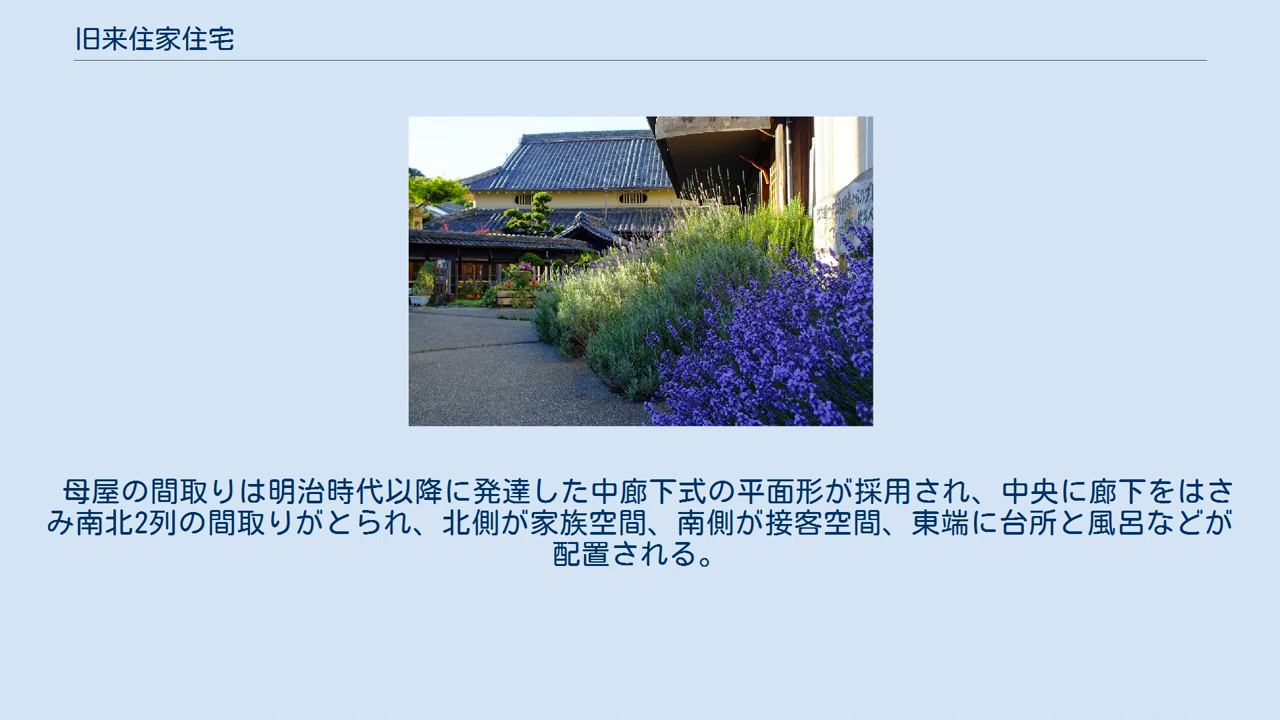 旧来住家住宅
母屋の間取りは明治時代以降に発達した中廊下式の平面形が採用され、中央に廊下をはさ
み南北2列の間取りがとられ、北側が家族空間、南側が接客空間、東端に台所と風呂などが
配置される。